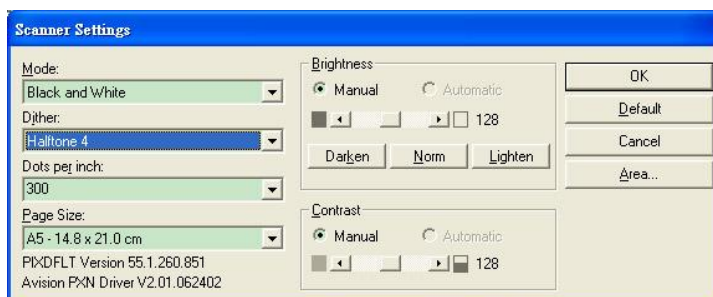 Scanner Settings
Mode:
Black and White
Dither:
Halftone 4
Dots per inch:
300
Page Size:
A5 - 14.8 x 21.0 cm
PIXDFLT Version 55.1.260.851
Avision PXN Driver V2.01.062402
Brightness
Manual Automatic
128
Darken Norm Lighten
Contrast
Manual Automatic
128
OK
Default
Cancel
Area...